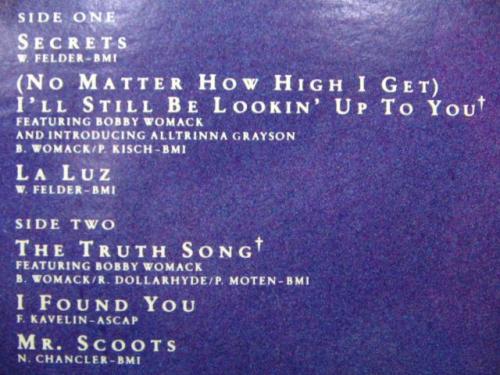 SIDE ONE
SECRETS
W. FELDER-BMI
(NO MATTER HOW HIGH I GET)
I'LL STILL BE LOOKIN' UP TO YOU†
FEATURING BOBBY WOMACK
AND INTRODUCING ALLTRINNA GRAYSON
B. WOMACK/P. KISCH-BMI
LA LUZ
W. FELDER-BMI
SIDE TWO
THE TRUTH SONG†
FEATURING BOBBY WOMACK
B. WOMACK/R. DOLLARHYDE/P. MOTEN-BMI
I FOUND YOU
F. KAVELIN-ASCAP
MR. SCOOTS
N. CHANCLER-BMI